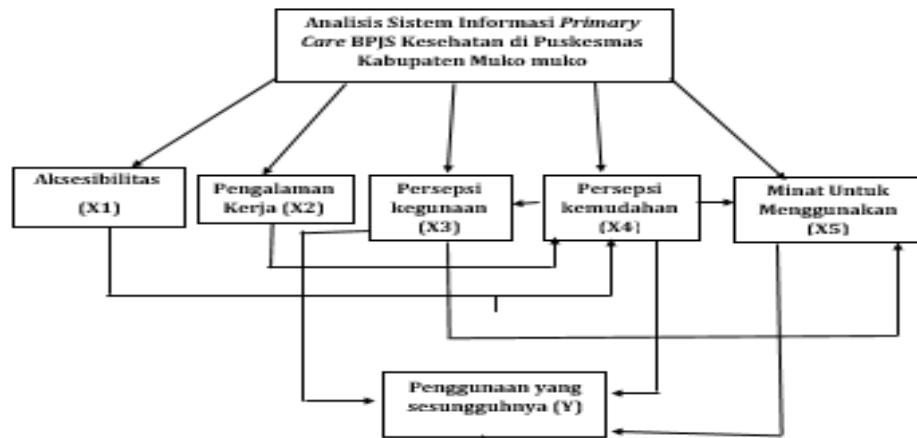 Analisis Sistem Informasi Primary
Care BPJS Kesehatan di Puskesmas
Kabupaten Muko muko
Aksesibilitas
(X1)
Pengalaman
Kerja (X2)
Persepsi
kegunaan
(X3)
Persepsi
kemudahan
(X4)
Minat Untuk
Menggunakan
(X5)
Penggunaan yang
sesungguhnya (Y)